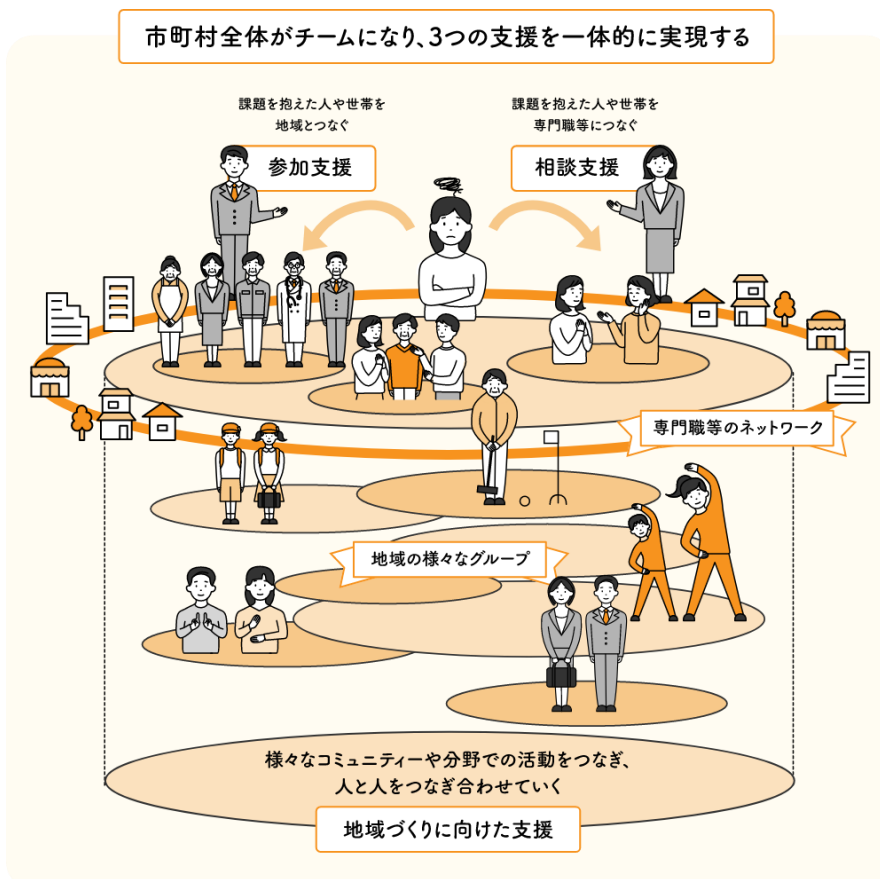 市町村全体がチームになり、3つの支援を一体的に実現する
課題を抱えた人や世帯を
地域とつなぐ
参加支援
課題を抱えた人や世帯を
専門職等につなぐ
相談支援
専門職等のネットワーク
地域の様々なグループ
様々なコミュニティーや分野での活動をつなぎ、
人と人をつなぎ合わせていく
地域づくりに向けた支援